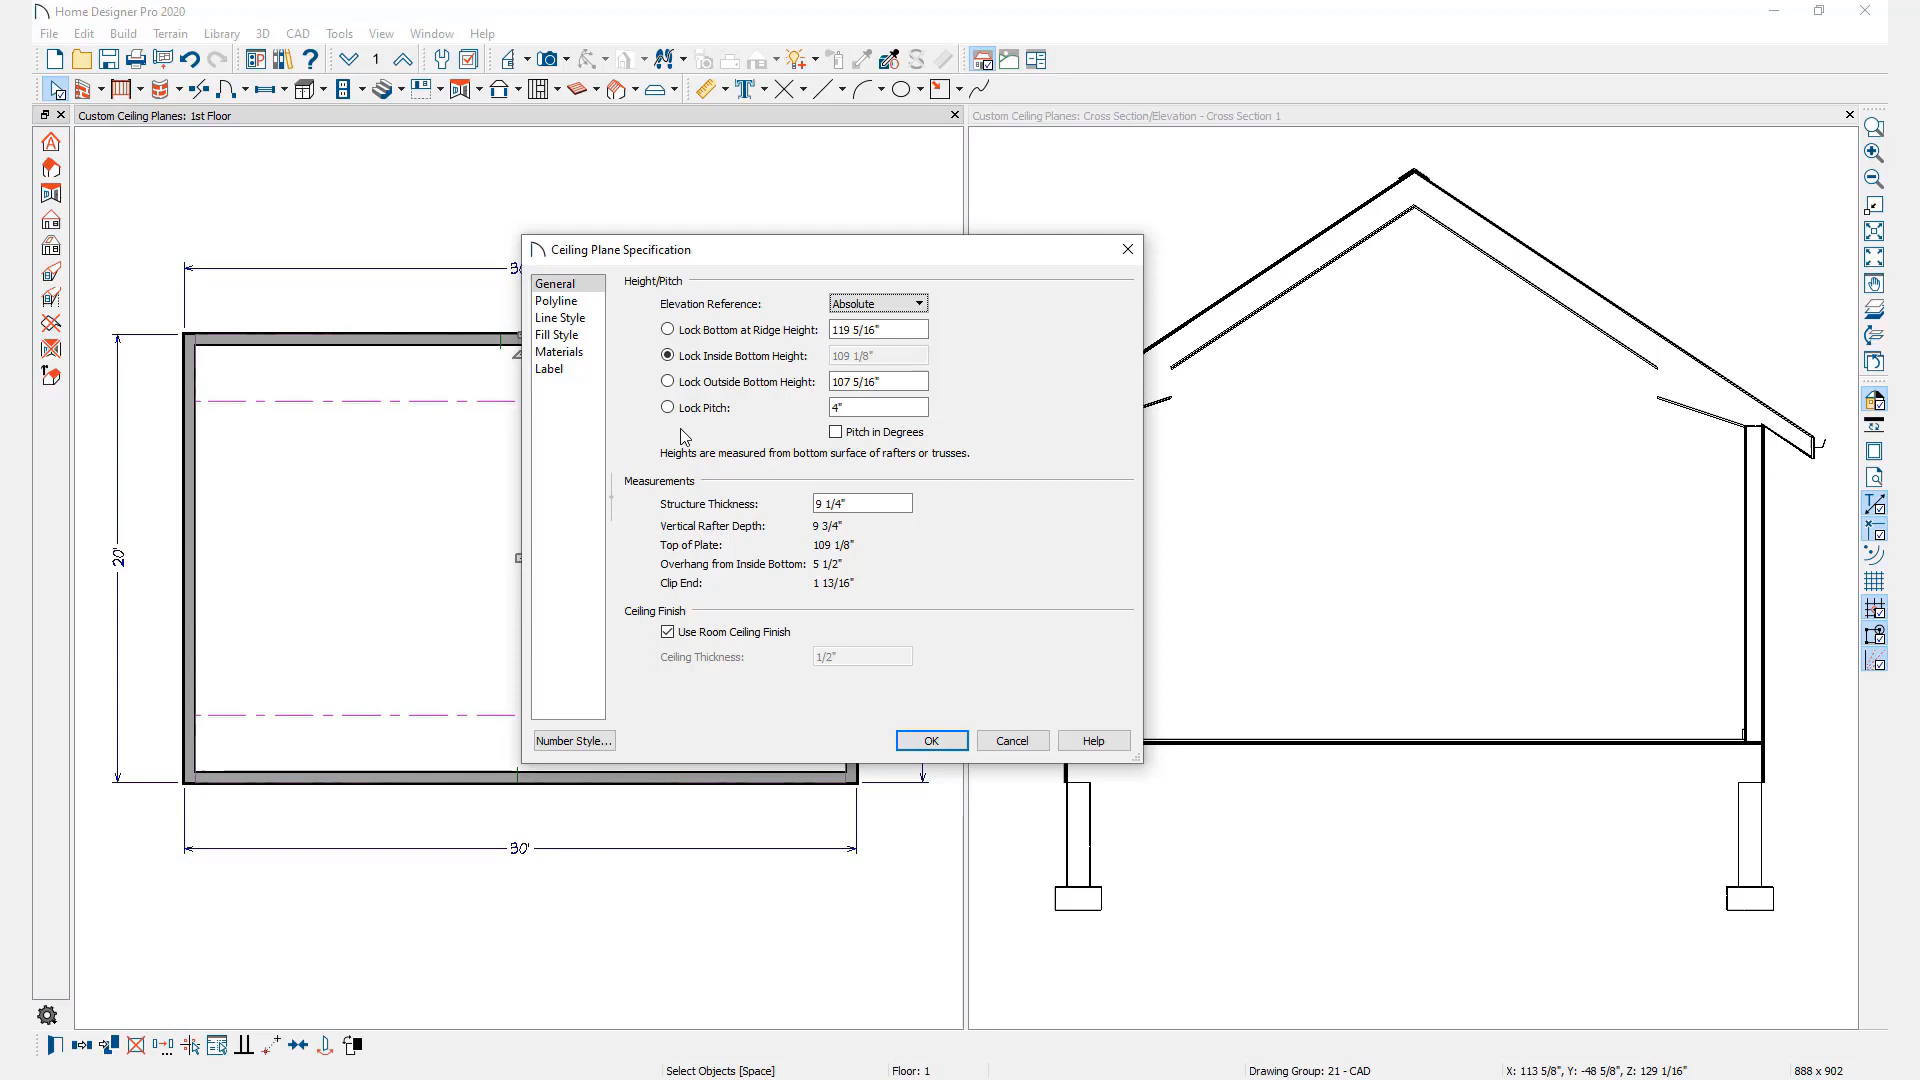 Home Designer Pro 2020
File Edit Build Terrain Library 3D CAD Tools View Window Help
1
Custom Ceiling Planes: 1st Floor
Custom Ceiling Planes: Cross Section/Elevation - Cross Section 1
Ceiling Plane Specification
General
Polyline
Line Style
Fill Style
Materials
Label
Height/Pitch
Elevation Reference: Absolute
Lock Bottom at Ridge Height: 119 5/16"
Lock Inside Bottom Height: 109 1/8"
Lock Outside Bottom Height: 107 5/16"
Lock Pitch: 4"
Pitch in Degrees
Heights are measured from bottom surface of rafters or trusses.
Measurements
Structure Thickness: 9 1/4"
Vertical Rafter Depth: 9 3/4"
Top of Plate: 109 1/8"
Overhang from Inside Bottom: 5 1/2"
Clip End: 1 13/16"
Ceiling Finish
Use Room Ceiling Finish
Ceiling Thickness: 1/2"
Number Style... OK Cancel Help
20'
30'
Select Objects [Space] Floor: 1 Drawing Group: 21 - CAD X: 113 5/8", Y: -48 5/8", Z: 129 1/16" 888 x 902